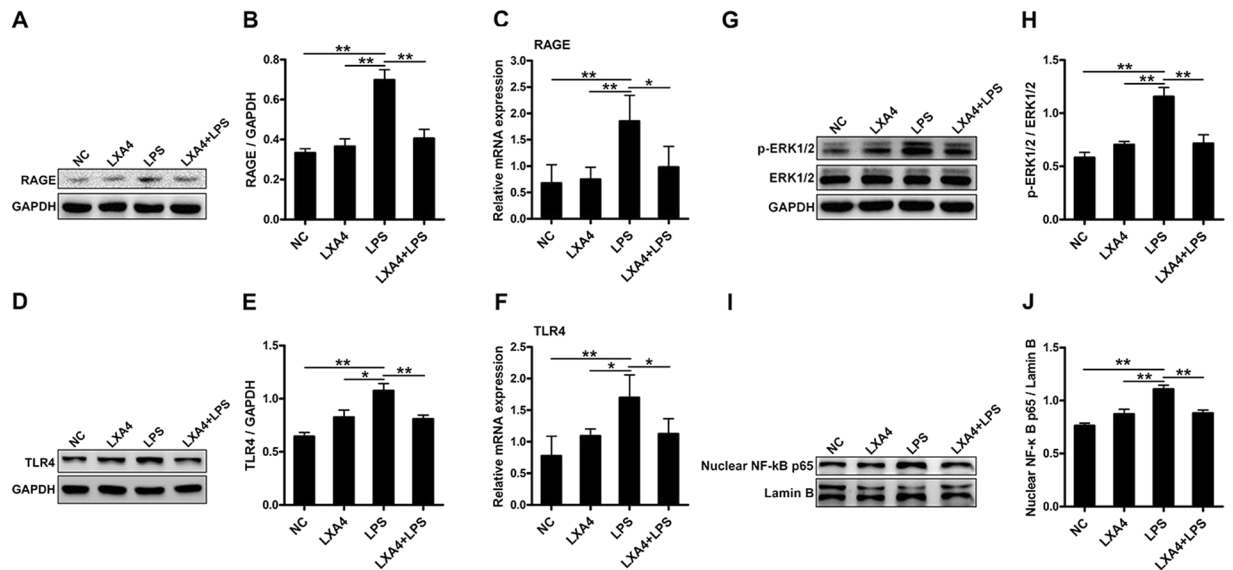 A
NC
LXA4
LPS
LXA4+LPS
RAGE
GAPDH
B
RAGE / GAPDH
0.8
0.6
0.4
0.2
0.0
**
**
**
NC
LXA4
LPS
LXA4+LPS
C
RAGE
Relative mRNA expression
3.0
2.5
2.0
1.5
1.0
0.5
0.0
**
**
*
NC
LXA4
LPS
LXA4+LPS
G
NC
LXA4
LPS
LXA4+LPS
p-ERK1/2
ERK1/2
GAPDH
H
p-ERK1/2 / ERK1/2
1.5
1.0
0.5
0.0
**
**
**
NC
LXA4
LPS
LXA4+LPS
D
NC
LXA4
LPS
LXA4+LPS
TLR4
GAPDH
E
TLR4 / GAPDH
1.5
1.0
0.5
0.0
**
*
**
NC
LXA4
LPS
LXA4+LPS
F
TLR4
Relative mRNA expression
2.5
2.0
1.5
1.0
0.5
0.0
**
*
*
NC
LXA4
LPS
LXA4+LPS
I
NC
LXA4
LPS
LXA4+LPS
Nuclear NF-kB p65
Lamin B
J
Nuclear NF-κ B p65 / Lamin B
1.5
1.0
0.5
0.0
**
**
**
NC
LXA4
LPS
LXA4+LPS